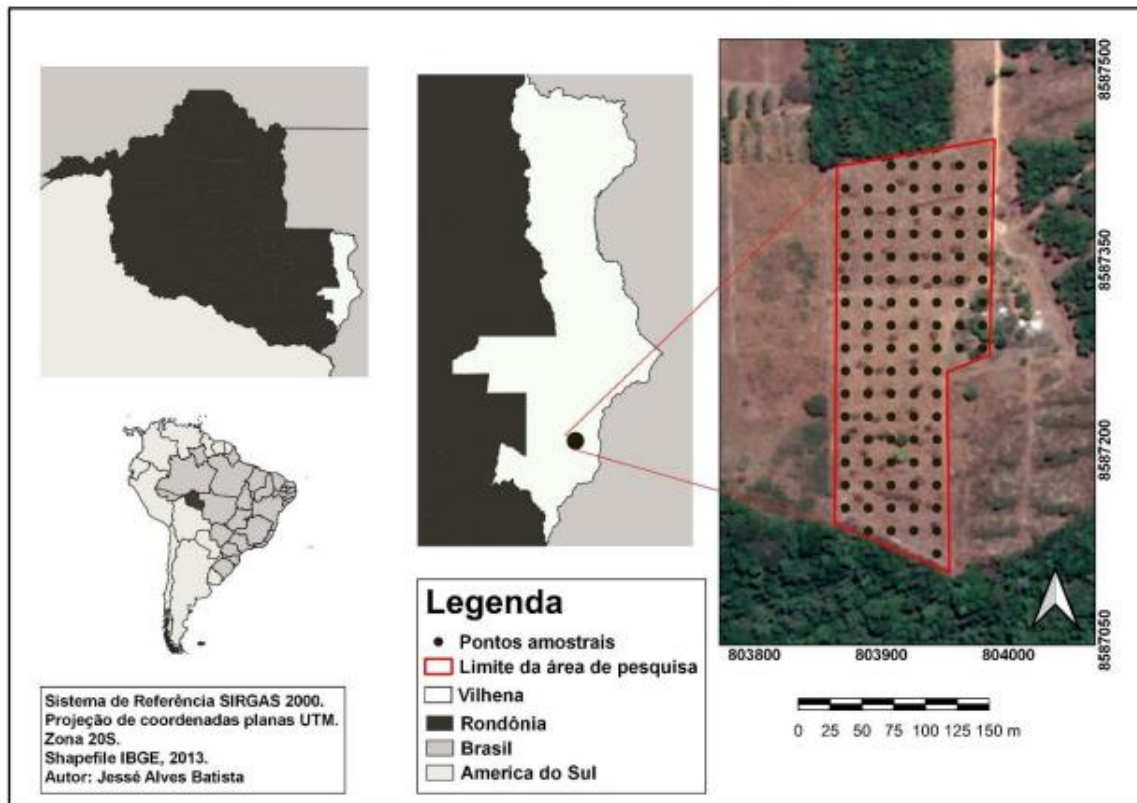 8587500
8587350
8587200
8587050
803800 803900 804000
0 25 50 75 100 125 150 m
Legenda
Pontos amostrais
Limite da área de pesquisa
Vilhena
Rondônia
Brasil
America do Sul
Sistema de Referência SIRGAS 2000.
Projeção de coordenadas planas UTM.
Zona 20S.
Shapefile IBGE, 2013.
Autor: Jessé Alves Batista